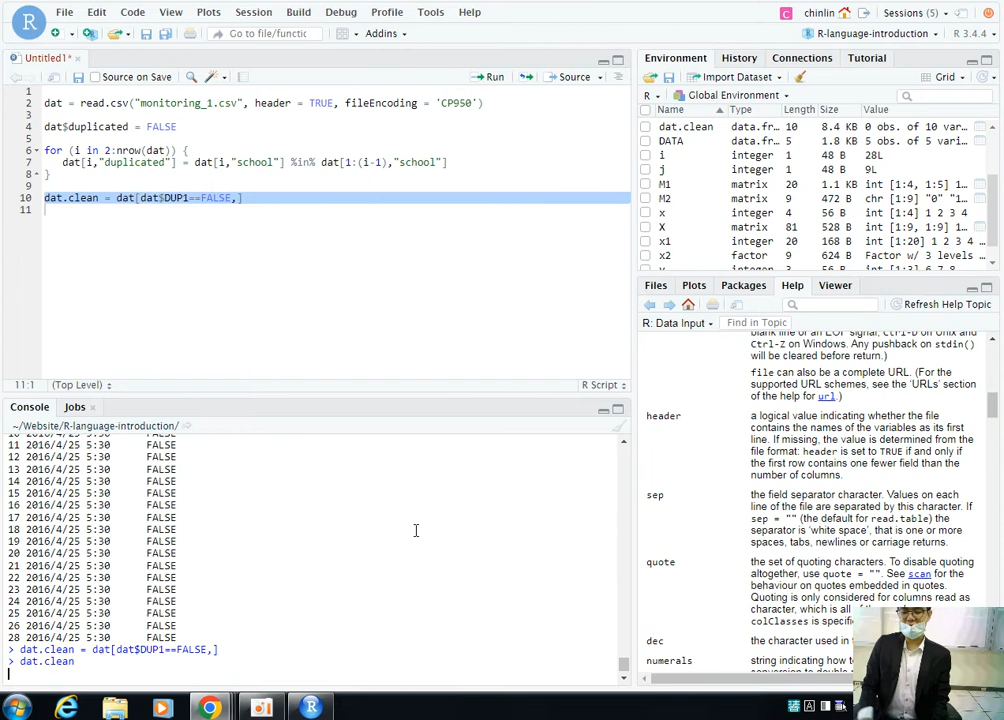 File Edit Code View Plots Session Build Debug Profile Tools Help
chinlin Sessions (5)
Go to file/functic Addins
R-language-introduction R 3.4.4
Untitled1*
Source on Save Run Source
1
2 dat = read.csv("monitoring_1.csv", header = TRUE, fileEncoding = 'CP950')
3
4 dat$duplicated = FALSE
5
6 for (i in 2:nrow(dat)) {
7 dat[i,"duplicated"] = dat[i,"school"] %in% dat[1:(i-1),"school"]
8 }
9
10 dat.clean = dat[dat$DUP1==FALSE,]
11
11:1 (Top Level) R Script
Console Jobs
~/Website/R-language-introduction/
11 2016/4/25 5:30 FALSE
12 2016/4/25 5:30 FALSE
13 2016/4/25 5:30 FALSE
14 2016/4/25 5:30 FALSE
15 2016/4/25 5:30 FALSE
16 2016/4/25 5:30 FALSE
17 2016/4/25 5:30 FALSE
18 2016/4/25 5:30 FALSE
19 2016/4/25 5:30 FALSE
20 2016/4/25 5:30 FALSE
21 2016/4/25 5:30 FALSE
22 2016/4/25 5:30 FALSE
23 2016/4/25 5:30 FALSE
24 2016/4/25 5:30 FALSE
25 2016/4/25 5:30 FALSE
26 2016/4/25 5:30 FALSE
28 2016/4/25 5:30 FALSE
> dat.clean = dat[dat$DUP1==FALSE,]
> dat.clean
Environment History Connections Tutorial
Import Dataset Grid
R Global Environment
Name Type Length Size Value
dat.clean data.fr… 10 8.4 KB 0 obs. of 10 var…
DATA data.fr… 5 1.8 KB 5 obs. of 5 vari…
i integer 1 48 B 28L
j integer 1 48 B 9L
M1 matrix 20 1.1 KB int [1:4, 1:5] 1…
M2 matrix 9 472 B chr [1:9] "0" "1…
x integer 4 56 B int [1:4] 1 2 3 4
X matrix 81 528 B int [1:9, 1:9] 1…
x1 integer 20 168 B int [1:20] 1 2 3 4 …
x2 factor 9 624 B Factor w/ 3 levels …
Files Plots Packages Help Viewer
Refresh Help Topic
R: Data Input Find in Topic
blank line or an EOF signal, Ctrl-D on Unix and
Ctrl-Z on Windows. Any pushback on stdin()
will be cleared before return.)
file can also be a complete URL. (For the
supported URL schemes, see the 'URLs' section
of the help for url.)
header a logical value indicating whether the file
contains the names of the variables as its first
line. If missing, the value is determined from the
file format: header is set to TRUE if and only if
the first row contains one fewer field than the
number of columns.
sep the field separator character. Values on each
line of the file are separated by this character. If
sep = "" (the default for read.table) the
separator is 'white space', that is one or more
spaces, tabs, newlines or carriage returns.
quote the set of quoting characters. To disable quoting
altogether, use quote = "". See scan for the
behaviour on quotes embedded in quotes.
Quoting is only considered for columns read as
character, which is all of
colClasses is specif
dec the character used in
numerals string indicating how t